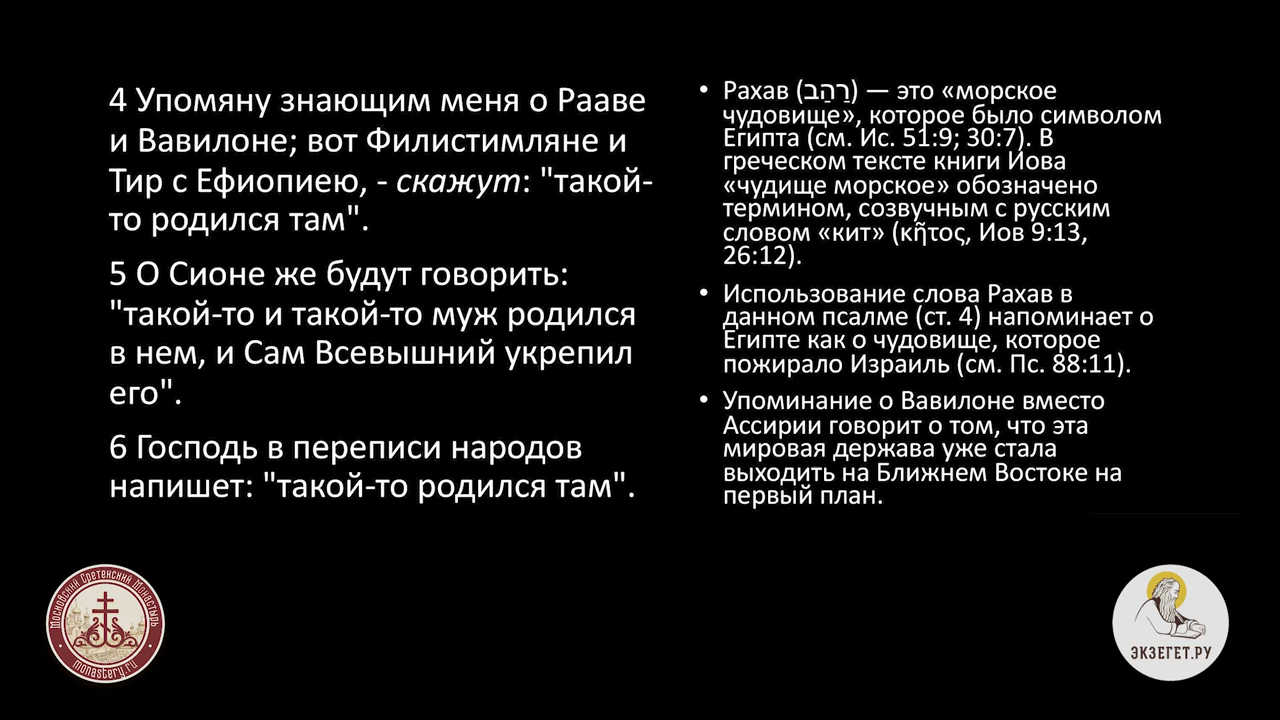 4 Упомяну знающим меня о Рааве
и Вавилоне; вот Филистимляне и
Тир с Ефиопиею, - скажут: "такой-
то родился там".
5 О Сионе же будут говорить:
"такой-то и такой-то муж родился
в нем, и Сам Всевышний укрепил
его".
6 Господь в переписи народов
напишет: "такой-то родился там".
• Рахав (רַהַב) — это «морское
чудовище», которое было символом
Египта (см. Ис. 51:9; 30:7). В
греческом тексте книги Иова
«чудище морское» обозначено
термином, созвучным с русским
словом «кит» (κῆτος, Иов 9:13,
26:12).
• Использование слова Рахав в
данном псалме (ст. 4) напоминает о
Египте как о чудовище, которое
пожирало Израиль (см. Пс. 88:11).
• Упоминание о Вавилоне вместо
Ассирии говорит о том, что эта
мировая держава уже стала
выходить на Ближнем Востоке на
первый план.
Московский Сретенский Монастырь
monastery.ru
ЭКЗЕГЕТ.РУ